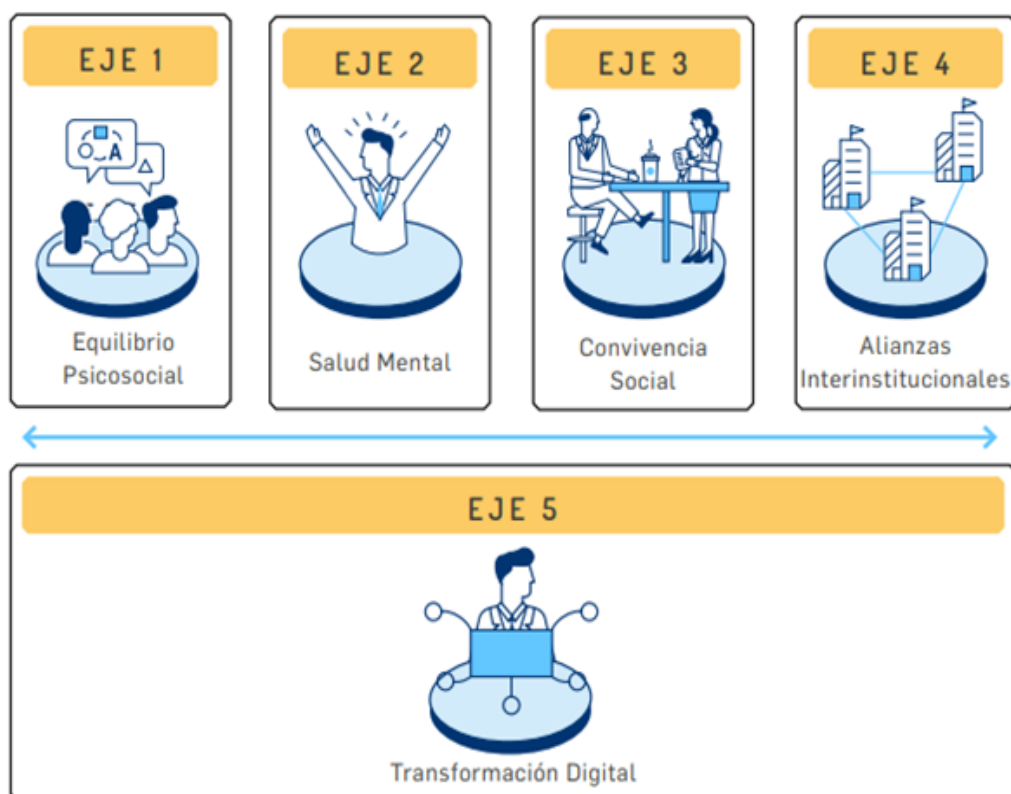 EJE 1
EJE 2
EJE 3
EJE 4
A
Equilibrio
Psicosocial
Salud Mental
Convivencia
Social
Alianzas
Interinstitucionales
EJE 5
Transformación Digital